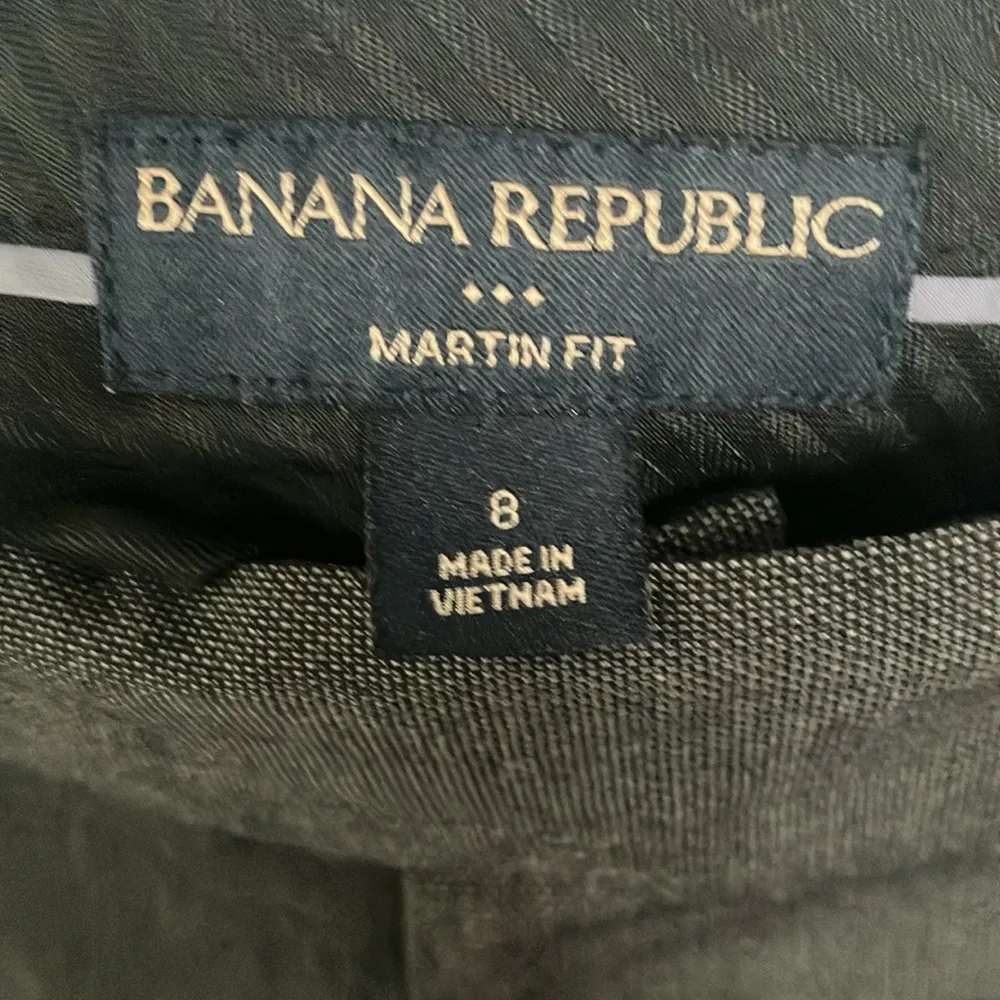 BANANA REPUBLIC
MARTIN FIT
8
MADE IN
VIETNAM